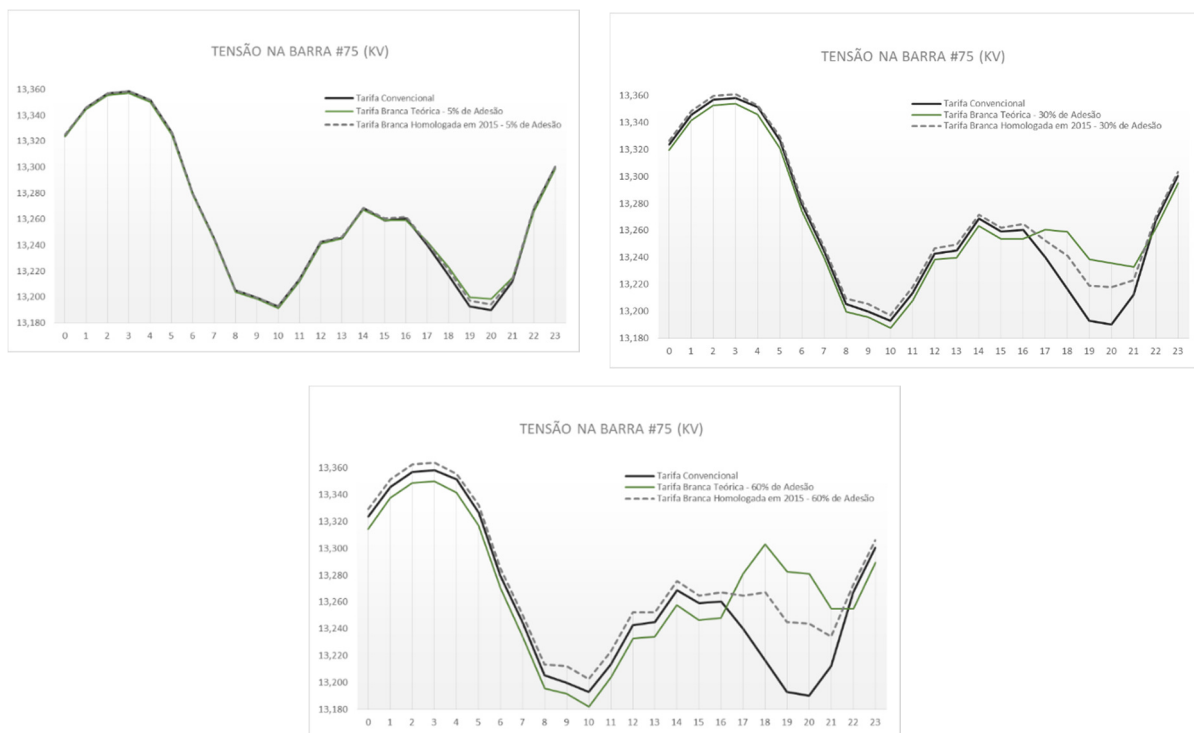 TENSÃO NA BARRA #75 (KV)
Tarifa Convencional
Tarifa Branca Teórica - 5% de Adesão
Tarifa Branca Homologada em 2015 - 5% de Adesão
13,360
13,340
13,320
13,300
13,280
13,260
13,240
13,220
13,200
13,180
0 1 2 3 4 5 6 7 8 9 10 11 12 13 14 15 16 17 18 19 20 21 22 23
TENSÃO NA BARRA #75 (KV)
Tarifa Convencional
Tarifa Branca Teórica - 30% de Adesão
Tarifa Branca Homologada em 2015 - 30% de Adesão
13,360
13,340
13,320
13,300
13,280
13,260
13,240
13,220
13,200
13,180
0 1 2 3 4 5 6 7 8 9 10 11 12 13 14 15 16 17 18 19 20 21 22 23
TENSÃO NA BARRA #75 (KV)
Tarifa Convencional
Tarifa Branca Teórica - 60% de Adesão
Tarifa Branca Homologada em 2015 - 60% de Adesão
13,360
13,340
13,320
13,300
13,280
13,260
13,240
13,220
13,200
13,180
0 1 2 3 4 5 6 7 8 9 10 11 12 13 14 15 16 17 18 19 20 21 22 23